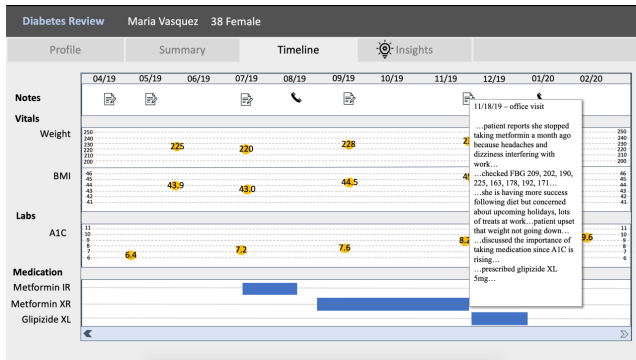 Diabetes Review Maria Vasquez 38 Female
Profile Summary Timeline Insights
04/19 05/19 06/19 07/19 08/19 09/19 10/19 11/19 12/19 01/20 02/20
Notes
11/18/19 – office visit
…patient reports she stopped
taking metformin a month ago
because headaches and
dizziness interfering with
work…
…checked FBG 209, 202, 190,
225, 163, 178, 192, 171…
…she is having more success
following diet but concerned
about upcoming holidays, lots
of treats at work…patient upset
that weight not going down…
…discussed the importance of
taking medication since A1C is
rising…
…prescribed glipizide XL
5mg…
Vitals
Weight
250
240
230
220
210
200
225 220 228
250
240
230
220
210
200
BMI
46
45
44
43
42
41
43.9 43.0 44.5
46
45
44
43
42
41
Labs
A1C
11
10
9
8
7
6
6.4 7.2 7.6 8.2 9.6
11
10
9
8
7
6
Medication
Metformin IR
Metformin XR
Glipizide XL